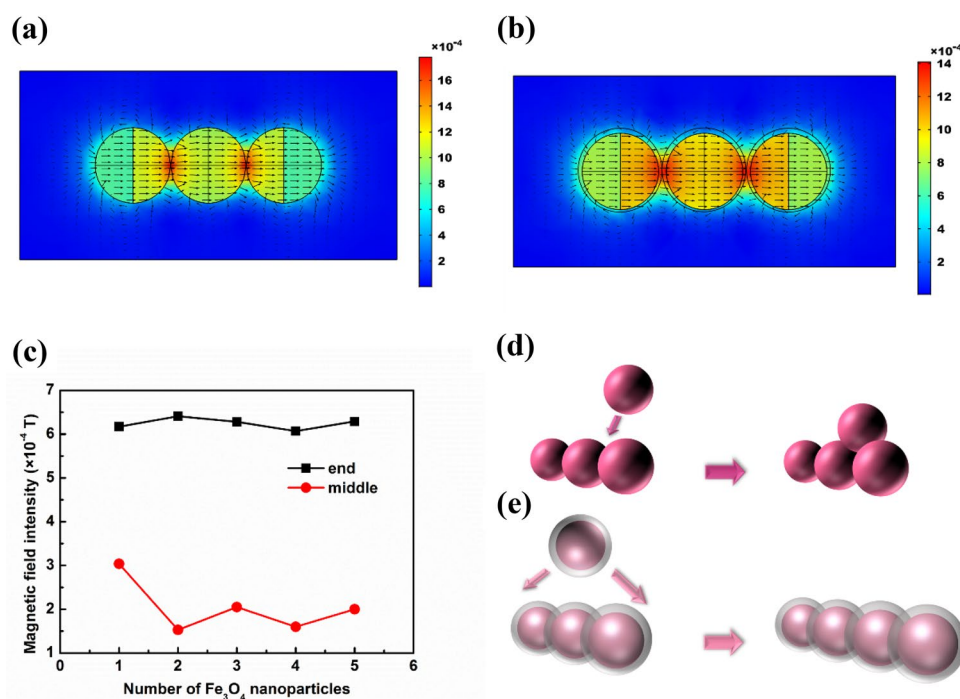 (a)
×10⁻⁴
16
14
12
10
8
6
4
2
(b)
×10⁻⁴
14
12
10
8
6
4
2
(c)
7
6
5
4
3
2
1
0 1 2 3 4 5 6
Magnetic field intensity (×10⁻⁴ T)
Number of Fe₃O₄ nanoparticles
end
middle
(d)
(e)